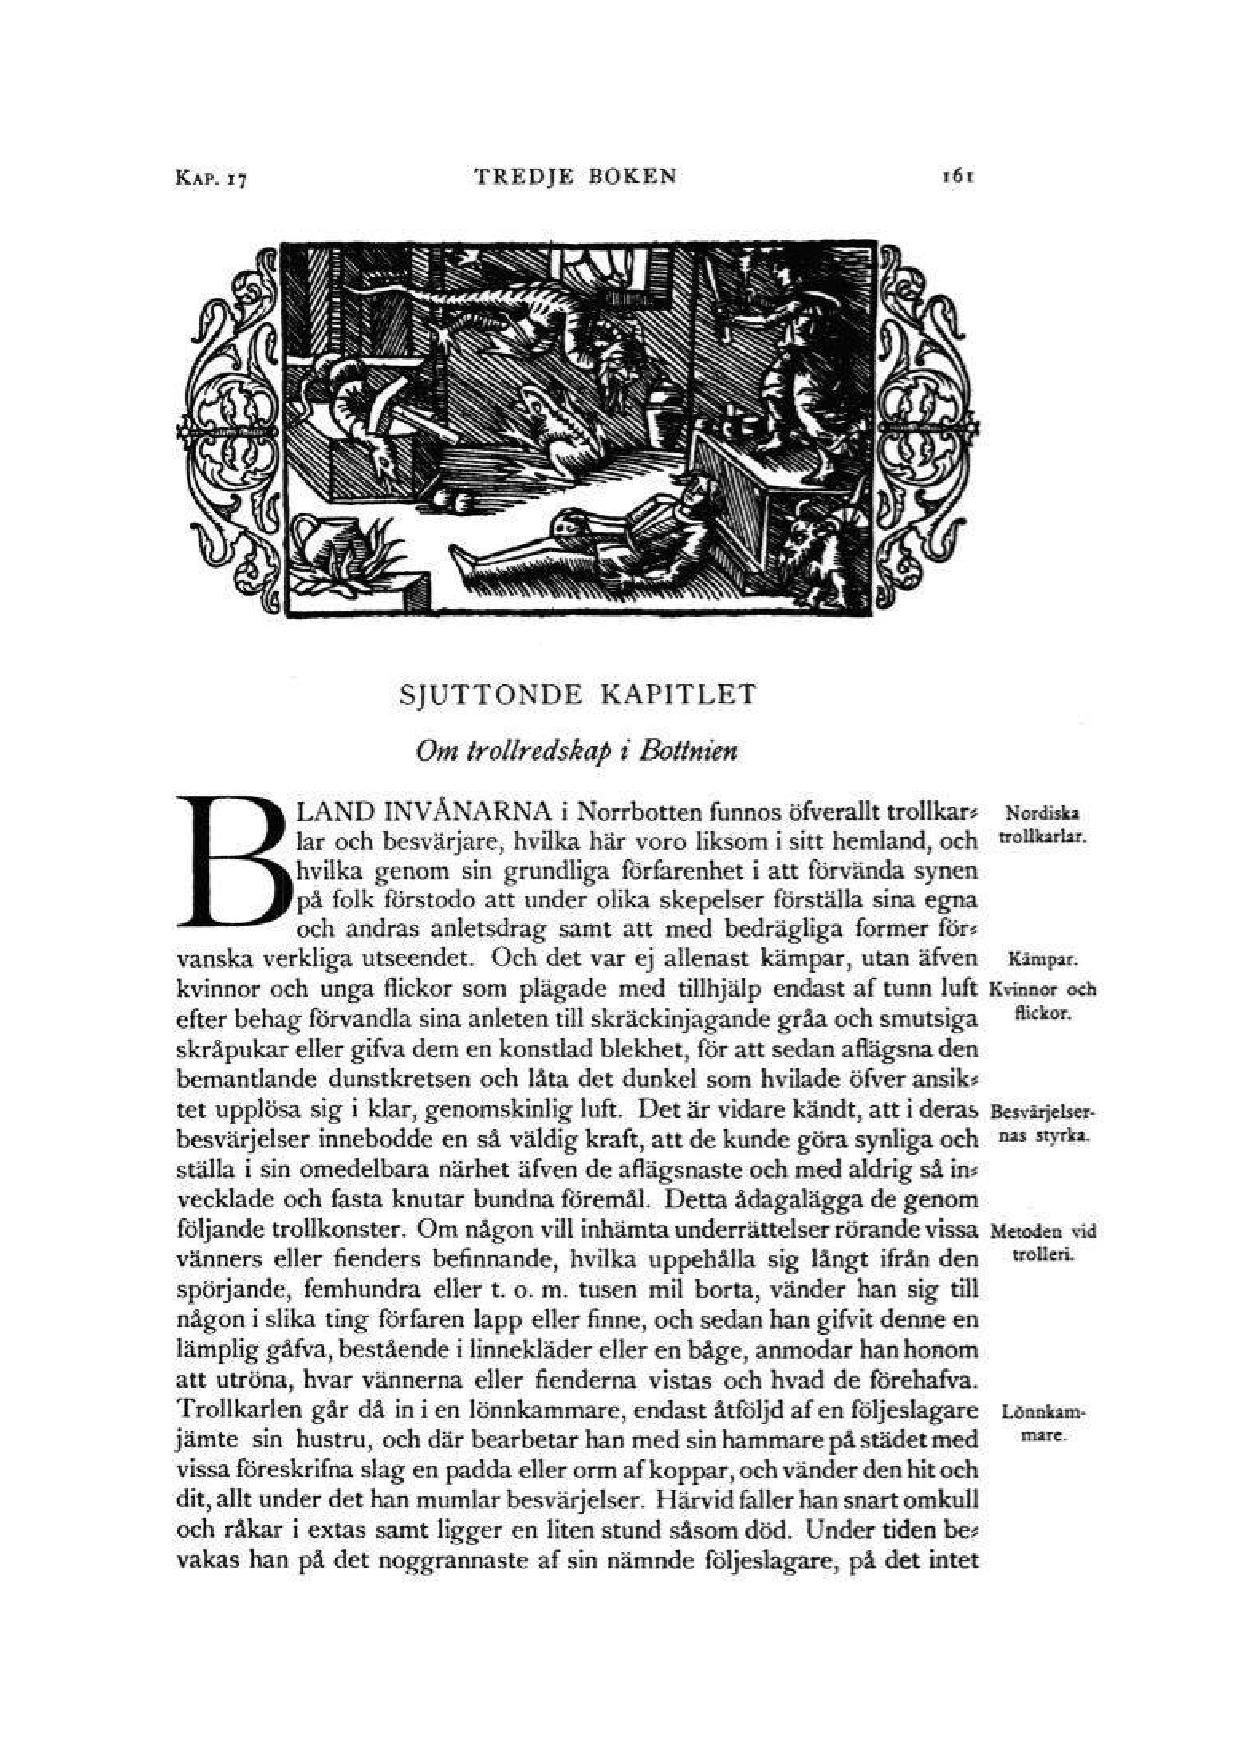 KAP. 17 TREDJE BOKEN 161
SJUTTONDE KAPITLET
Om trollredskap i Bottnien
BLAND INVÅNARNA i Norrbotten funnos öfverallt trollkar⸗
lar och besvärjare, hvilka här voro liksom i sitt hemland, och
hvilka genom sin grundliga förfarenhet i att förvända synen
på folk förstodo att under olika skepelser förställa sina egna
och andras anletsdrag samt att med bedrägliga former för⸗
vanska verkliga utseendet. Och det var ej allenast kämpar, utan äfven
kvinnor och unga flickor som plägade med tillhjälp endast af tunn luft
efter behag förvandla sina anleten till skräckinjagande gråa och smutsiga
skråpukar eller gifva dem en konstlad blekhet, för att sedan aflägsna den
bemantlande dunstkretsen och låta det dunkel som hvilade öfver ansik⸗
tet upplösa sig i klar, genomskinlig luft. Det är vidare kändt, att i deras
besvärjelser innebodde en så väldig kraft, att de kunde göra synliga och
ställa i sin omedelbara närhet äfven de aflägsnaste och med aldrig så in⸗
vecklade och fasta knutar bundna föremål. Detta ådagalägga de genom
följande trollkonster. Om någon vill inhämta underrättelser rörande vissa
vänners eller fienders befinnande, hvilka uppehålla sig långt ifrån den
spörjande, femhundra eller t. o. m. tusen mil borta, vänder han sig till
någon i slika ting förfaren lapp eller finne, och sedan han gifvit denne en
lämplig gåfva, bestående i linnekläder eller en båge, anmodar han honom
att utröna, hvar vännerna eller fienderna vistas och hvad de förehafva.
Trollkarlen går då in i en lönnkammare, endast åtföljd af en följeslagare
jämte sin hustru, och där bearbetar han med sin hammare på städet med
vissa föreskrifna slag en padda eller orm af koppar, och vänder den hit och
dit, allt under det han mumlar besvärjelser. Härvid faller han snart omkull
och råkar i extas samt ligger en liten stund såsom död. Under tiden be⸗
vakas han på det noggrannaste af sin nämnde följeslagare, på det intet
Nordiska
trollkarlar.
Kämpar.
Kvinnor och
flickor.
Besvärjelser-
nas styrka.
Metoden vid
trolleri.
Lönnkam-
mare.